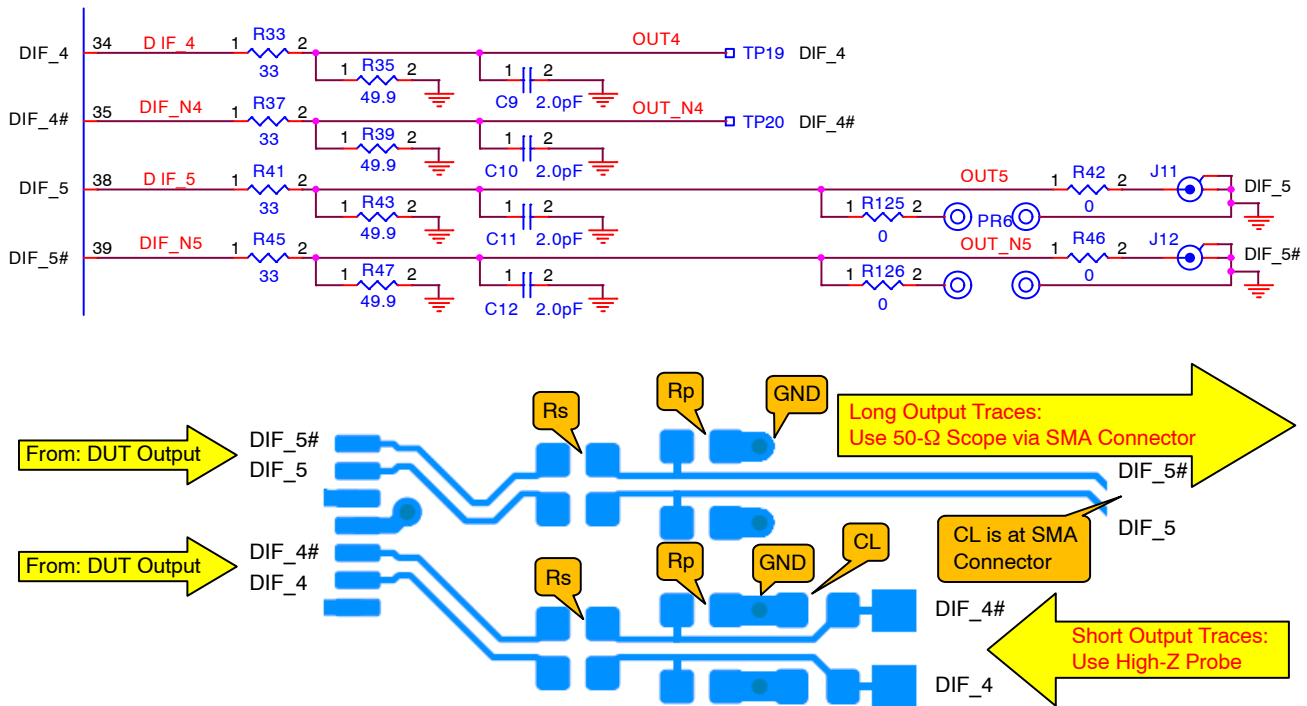 DIF_4 34 DIF_4 1 R33 2 OUT4 TP19 DIF_4
33
1 R35 2 1 2
49.9 C9 2.0pF
DIF_4# 35 DIF_N4 1 R37 2 OUT_N4 TP20 DIF_4#
33
1 R39 2 1 2
49.9 C10 2.0pF
DIF_5 38 DIF_5 1 R41 2 OUT5 1 R42 2 J11 DIF_5
33 0
1 R43 2 1 2 1 R125 2 PR6
49.9 C11 2.0pF 0
DIF_5# 39 DIF_N5 1 R45 2 OUT_N5 1 R46 2 J12 DIF_5#
33 0
1 R47 2 1 2 1 R126 2
49.9 C12 2.0pF 0
From: DUT Output
DIF_5#
DIF_5
Rs
Rp
GND
Long Output Traces:
Use 50-Ω Scope via SMA Connector
DIF_5#
DIF_5
CL is at SMA
Connector
From: DUT Output
DIF_4#
DIF_4
Rs
Rp
GND
CL
DIF_4#
DIF_4
Short Output Traces:
Use High-Z Probe